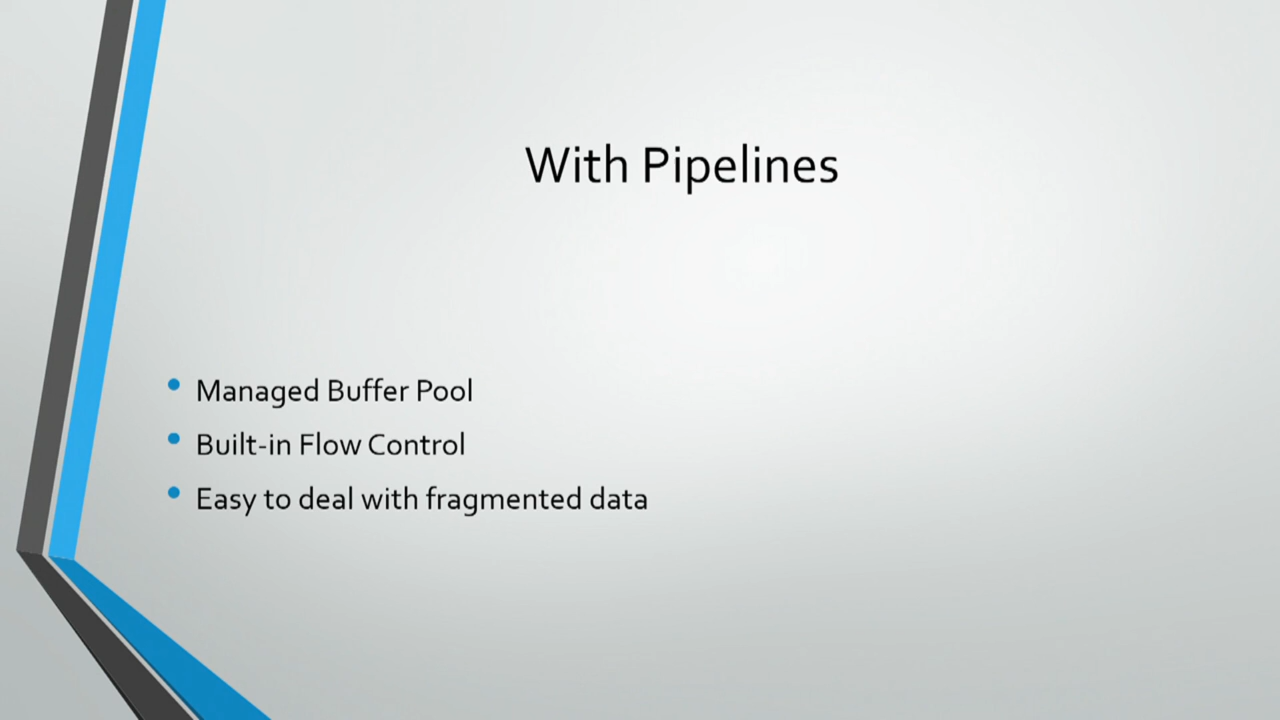 With Pipelines
• Managed Buffer Pool
• Built-in Flow Control
• Easy to deal with fragmented data